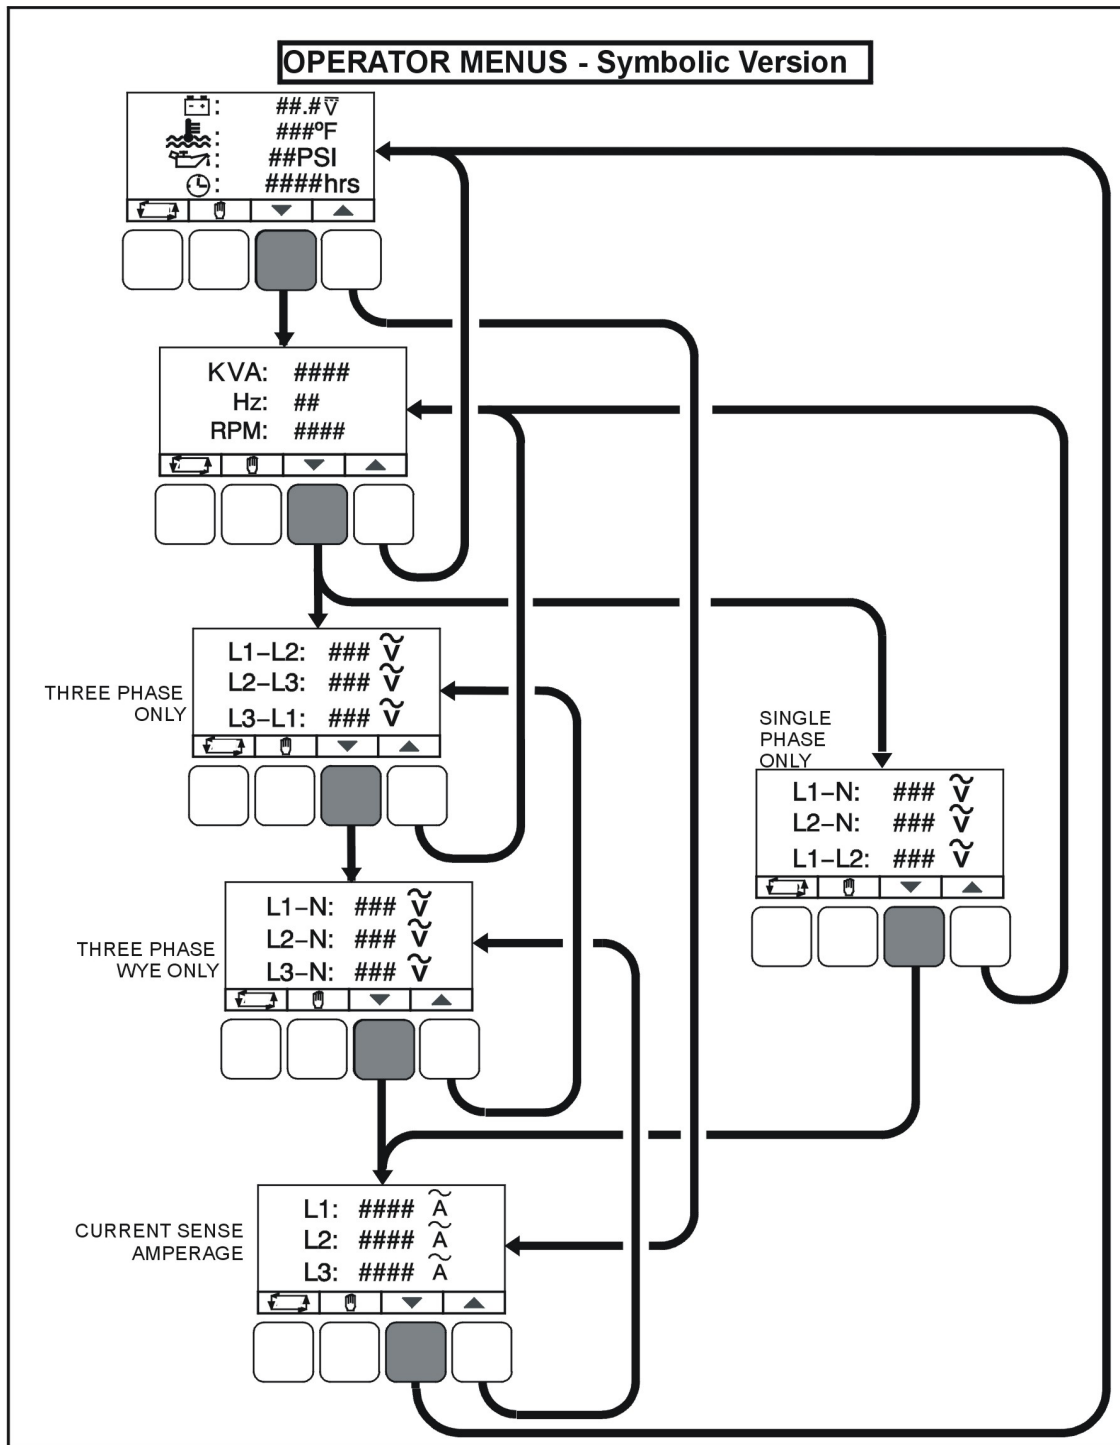 OPERATOR MENUS - Symbolic Version
: ##.# V
: ###ºF
: ##PSI
: ####hrs
KVA: ####
Hz: ##
RPM: ####
THREE PHASE
ONLY
L1–L2: ### V
L2–L3: ### V
L3–L1: ### V
SINGLE
PHASE
ONLY
L1–N: ### V
L2–N: ### V
L1–L2: ### V
THREE PHASE
WYE ONLY
L1–N: ### V
L2–N: ### V
L3–N: ### V
CURRENT SENSE
AMPERAGE
L1: #### A
L2: #### A
L3: #### A